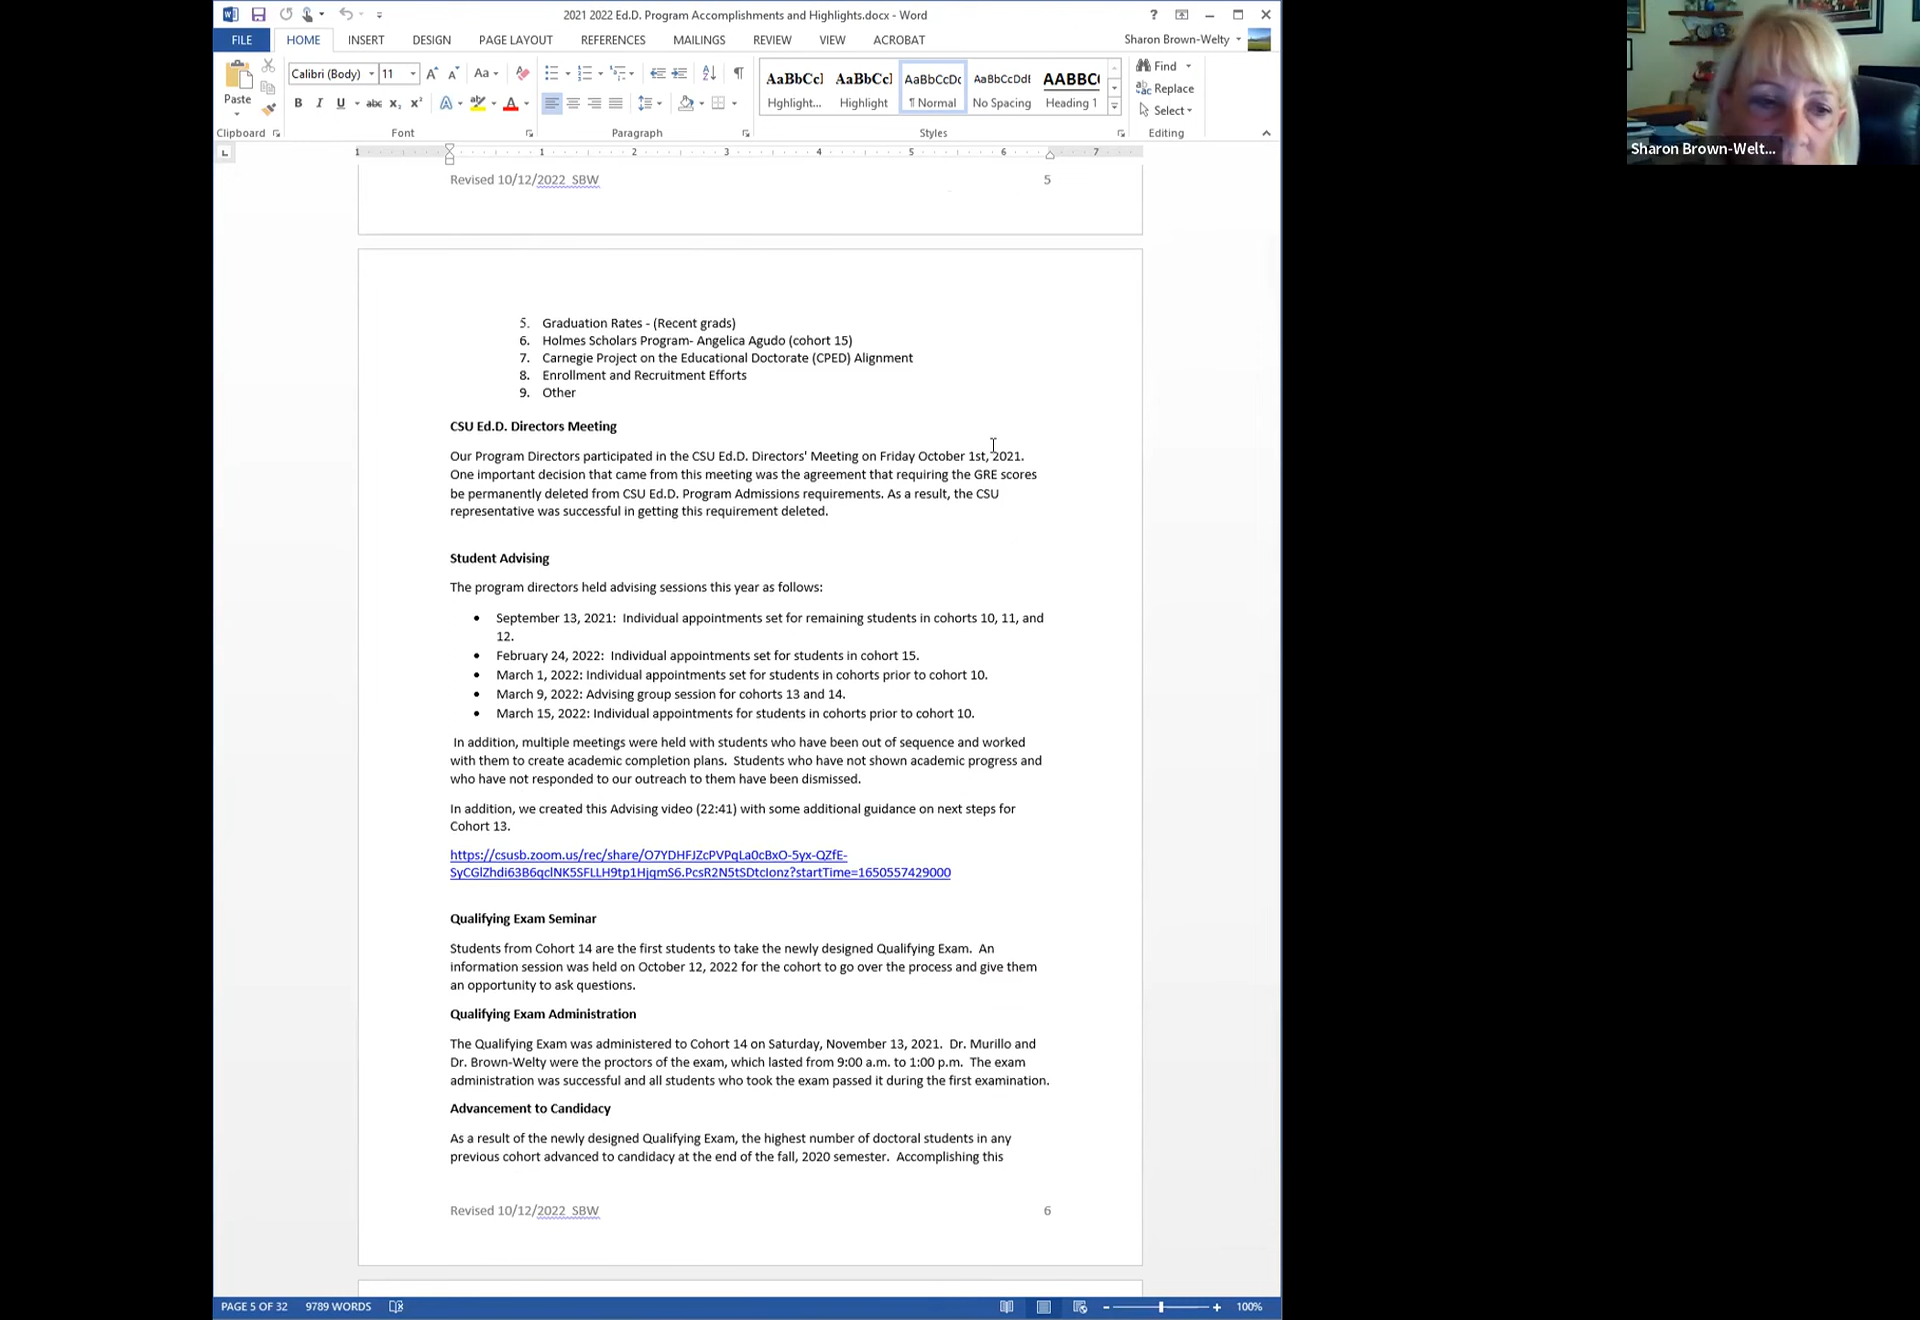 2021 2022 Ed.D. Program Accomplishments and Highlights.docx - Word
FILE HOME INSERT DESIGN PAGE LAYOUT REFERENCES MAILINGS REVIEW VIEW ACROBAT Sharon Brown-Welty
Calibri (Body) 11
Paste
Clipboard Font Paragraph Styles Editing
AaBbCcI AaBbCcI AaBbCcDc AaBbCcDdE AABBC
Hghlight... Highlight ¶ Normal No Spacing Heading 1
Find
Replace
Select
1 1 2 3 4 5 6 7
Sharon Brown-Welt...
Revised 10/12/2022 SBW 5
5. Graduation Rates - (Recent grads)
6. Holmes Scholars Program- Angelica Agudo (cohort 15)
7. Carnegie Project on the Educational Doctorate (CPED) Alignment
8. Enrollment and Recruitment Efforts
9. Other
CSU Ed.D. Directors Meeting
Our Program Directors participated in the CSU Ed.D. Directors' Meeting on Friday October 1st, 2021.
One important decision that came from this meeting was the agreement that requiring the GRE scores
be permanently deleted from CSU Ed.D. Program Admissions requirements. As a result, the CSU
representative was successful in getting this requirement deleted.
Student Advising
The program directors held advising sessions this year as follows:
• September 13, 2021: Individual appointments set for remaining students in cohorts 10, 11, and
12.
• February 24, 2022: Individual appointments set for students in cohort 15.
• March 1, 2022: Individual appointments set for students in cohorts prior to cohort 10.
• March 9, 2022: Advising group session for cohorts 13 and 14.
• March 15, 2022: Individual appointments for students in cohorts prior to cohort 10.
In addition, multiple meetings were held with students who have been out of sequence and worked
with them to create academic completion plans. Students who have not shown academic progress and
who have not responded to our outreach to them have been dismissed.
In addition, we created this Advising video (22:41) with some additional guidance on next steps for
Cohort 13.
https://csusb.zoom.us/rec/share/O7YDHFJZcPVPqLa0cBxO-5yx-QZfE-
SyCGlZhdi63B6qclNK5SFLLH9tp1HjqmS6.PcsR2N5tSDtcIonz?startTime=1650557429000
Qualifying Exam Seminar
Students from Cohort 14 are the first students to take the newly designed Qualifying Exam. An
information session was held on October 12, 2022 for the cohort to go over the process and give them
an opportunity to ask questions.
Qualifying Exam Administration
The Qualifying Exam was administered to Cohort 14 on Saturday, November 13, 2021. Dr. Murillo and
Dr. Brown-Welty were the proctors of the exam, which lasted from 9:00 a.m. to 1:00 p.m. The exam
administration was successful and all students who took the exam passed it during the first examination.
Advancement to Candidacy
As a result of the newly designed Qualifying Exam, the highest number of doctoral students in any
previous cohort advanced to candidacy at the end of the fall, 2020 semester. Accomplishing this
Revised 10/12/2022 SBW 6
PAGE 5 OF 32 9789 WORDS 100%